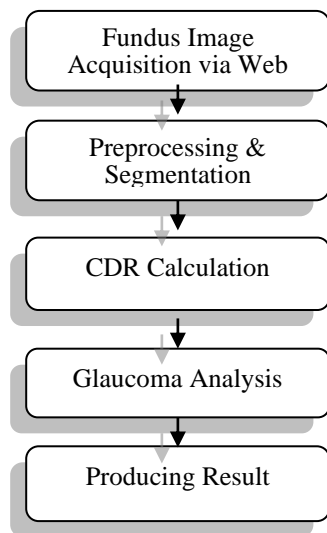 Fundus Image
Acquisition via Web
Preprocessing &
Segmentation
CDR Calculation
Glaucoma Analysis
Producing Result